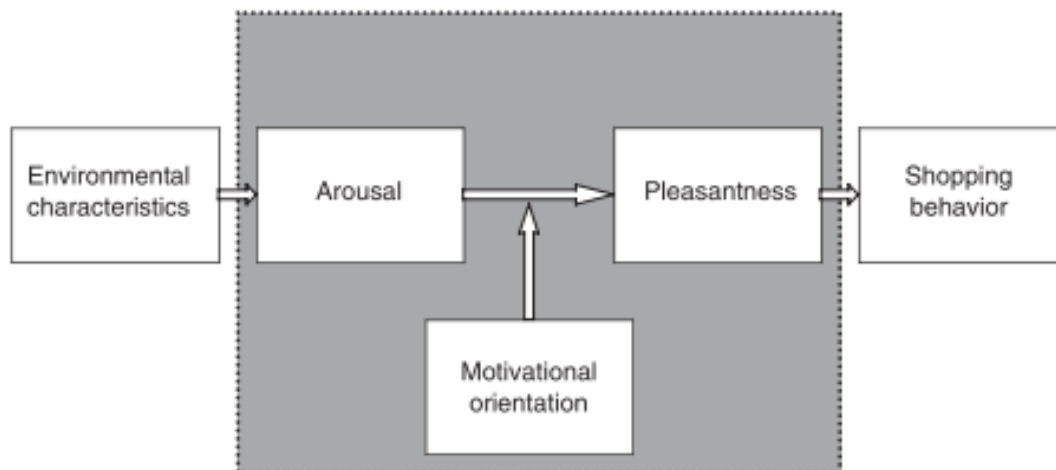 Environmental
characteristics
Arousal
Pleasantness
Shopping
behavior
Motivational
orientation